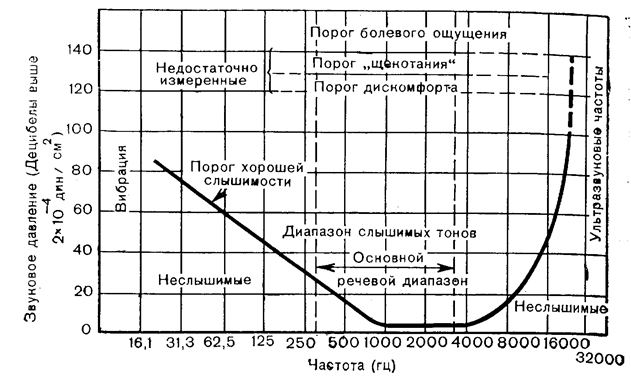 Звуковое давление (Децибелы выше
2×10⁻⁴ дин/см²)
140
120
100
80
60
40
20
0
Порог болевого ощущения
Недостаточно
измеренные
Порог „щекотания“
Порог дискомфорта
Вибрация
Порог хорошей
слышимости
Диапазон слышимых тонов
Основной
речевой диапазон
Неслышимые
Неслышимые
Ультразвуковые частоты
16,1 31,3 62,5 125 250 500 1000 2000 4000 8000 16000
32000
Частота (гц)